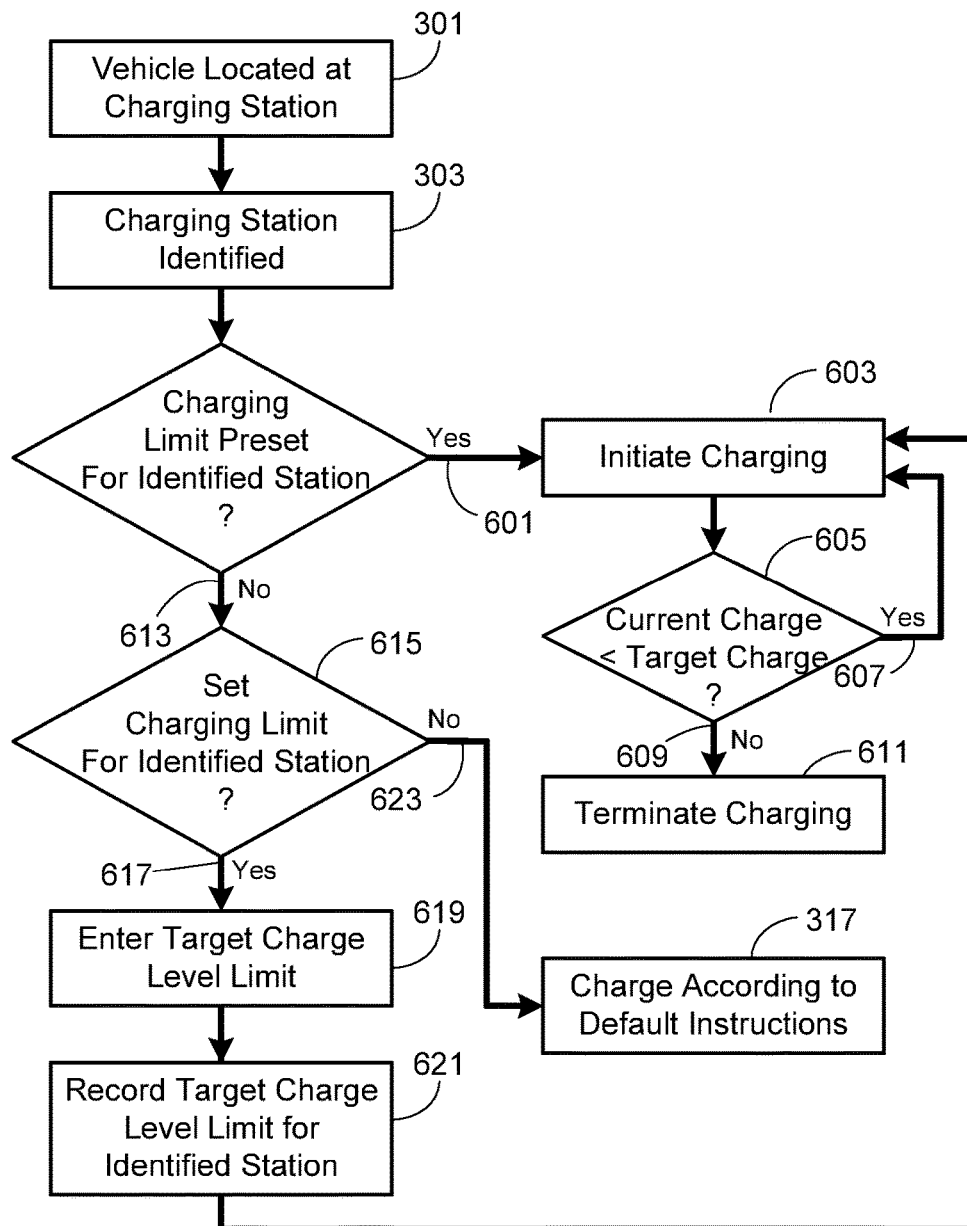 301
Vehicle Located at
Charging Station
303
Charging Station
Identified
Charging
Limit Preset
For Identified Station
?
Yes
601
603
Initiate Charging
605
Current Charge
< Target Charge
?
Yes
607
609
No
611
Terminate Charging
No
613
615
Set
Charging Limit
For Identified Station
?
No
623
617
Yes
619
Enter Target Charge
Level Limit
317
Charge According to
Default Instructions
621
Record Target Charge
Level Limit for
Identified Station